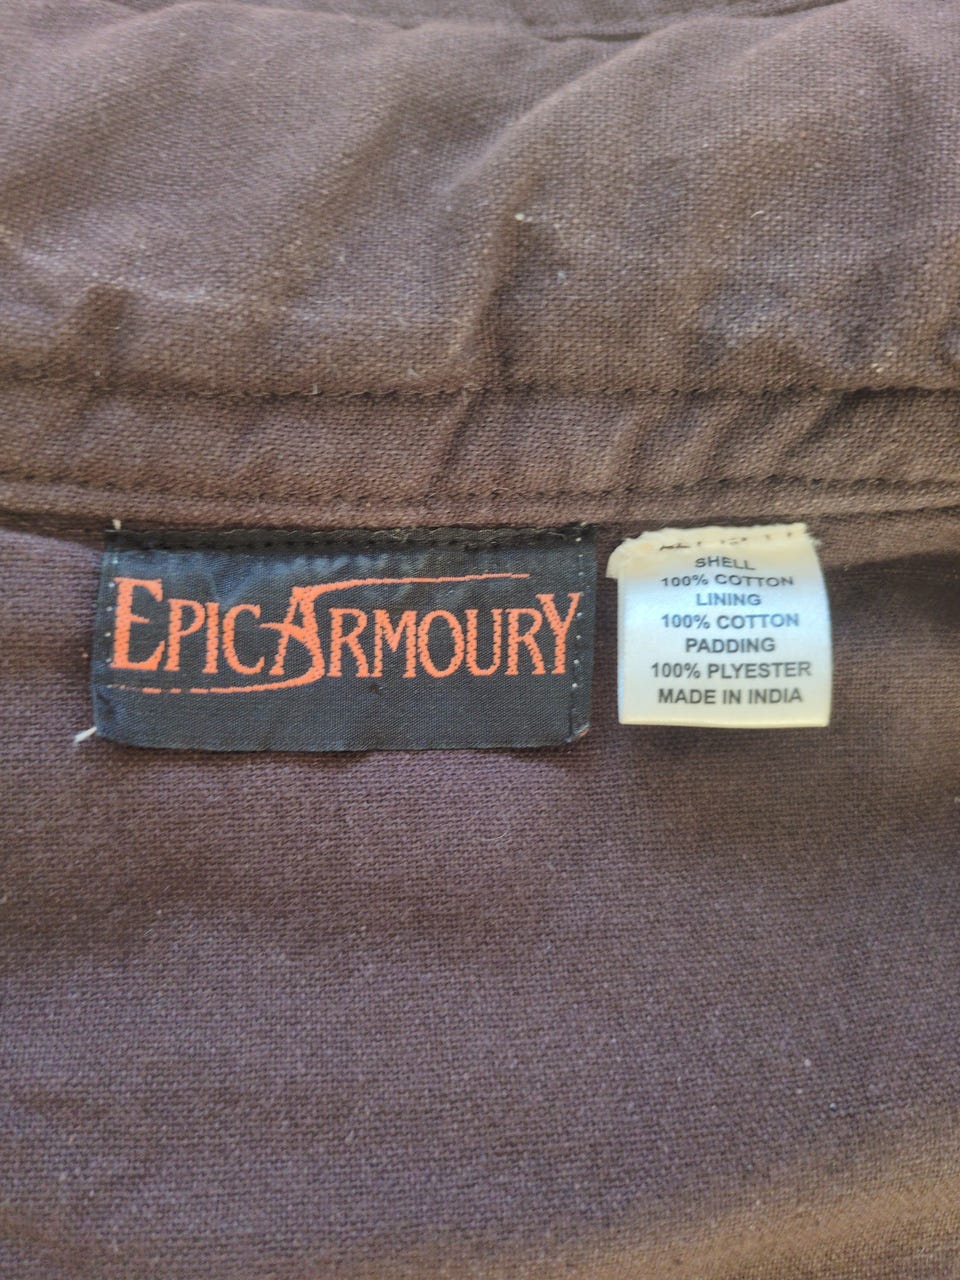 EPICARMOURY
SHELL
100% COTTON
LINING
100% COTTON
PADDING
100% PLYESTER
MADE IN INDIA